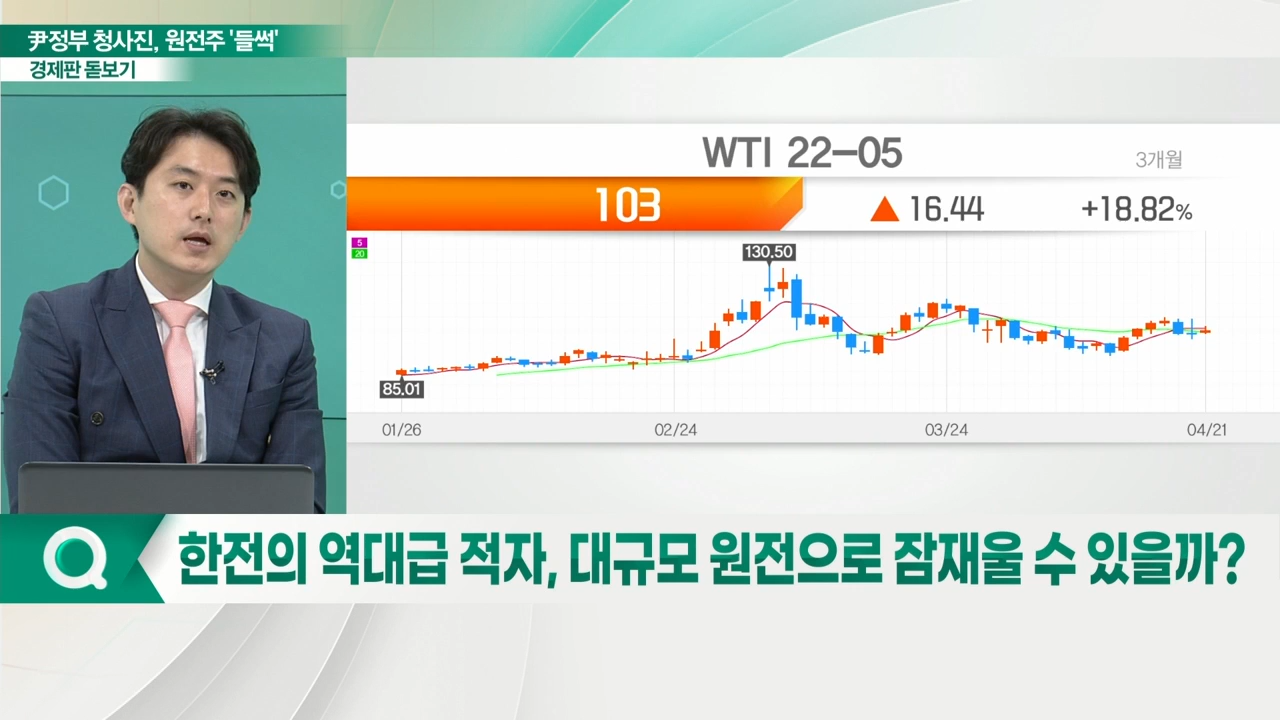 尹정부 청사진, 원전주 '들썩'
경제판 돋보기
WTI 22-05
3개월
103
▲ 16.44
+18.82%
5
20
130.50
85.01
01/26
02/24
03/24
04/21
Q
한전의 역대급 적자, 대규모 원전으로 잠재울 수 있을까?